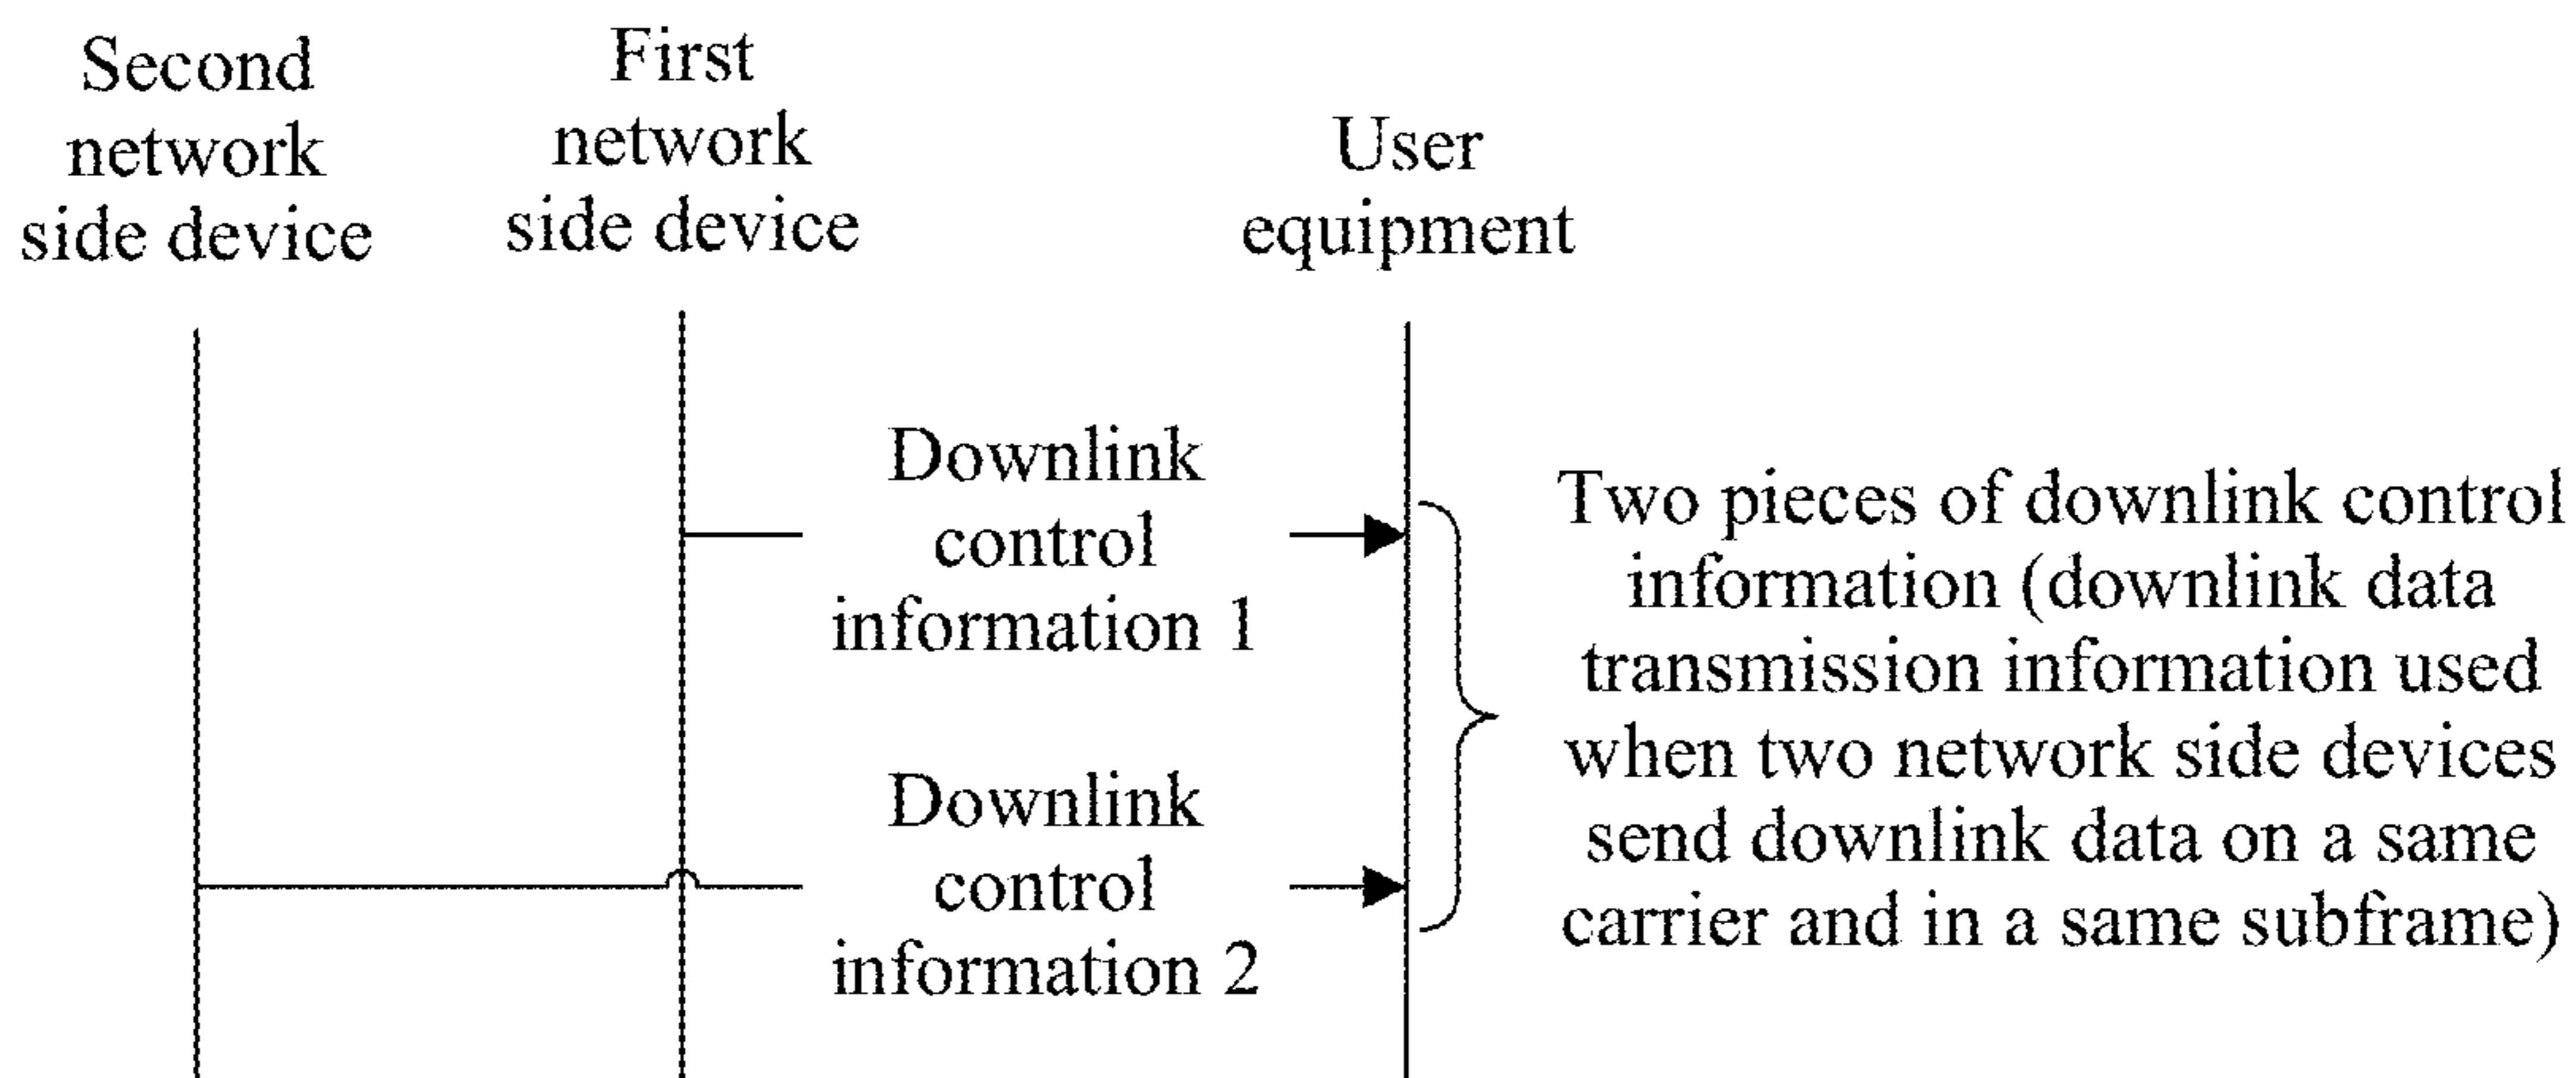 Second
network
side device
First
network
side device
User
equipment
Downlink
control
information 1
Downlink
control
information 2
Two pieces of downlink control
information (downlink data
transmission information used
when two network side devices
send downlink data on a same
carrier and in a same subframe)